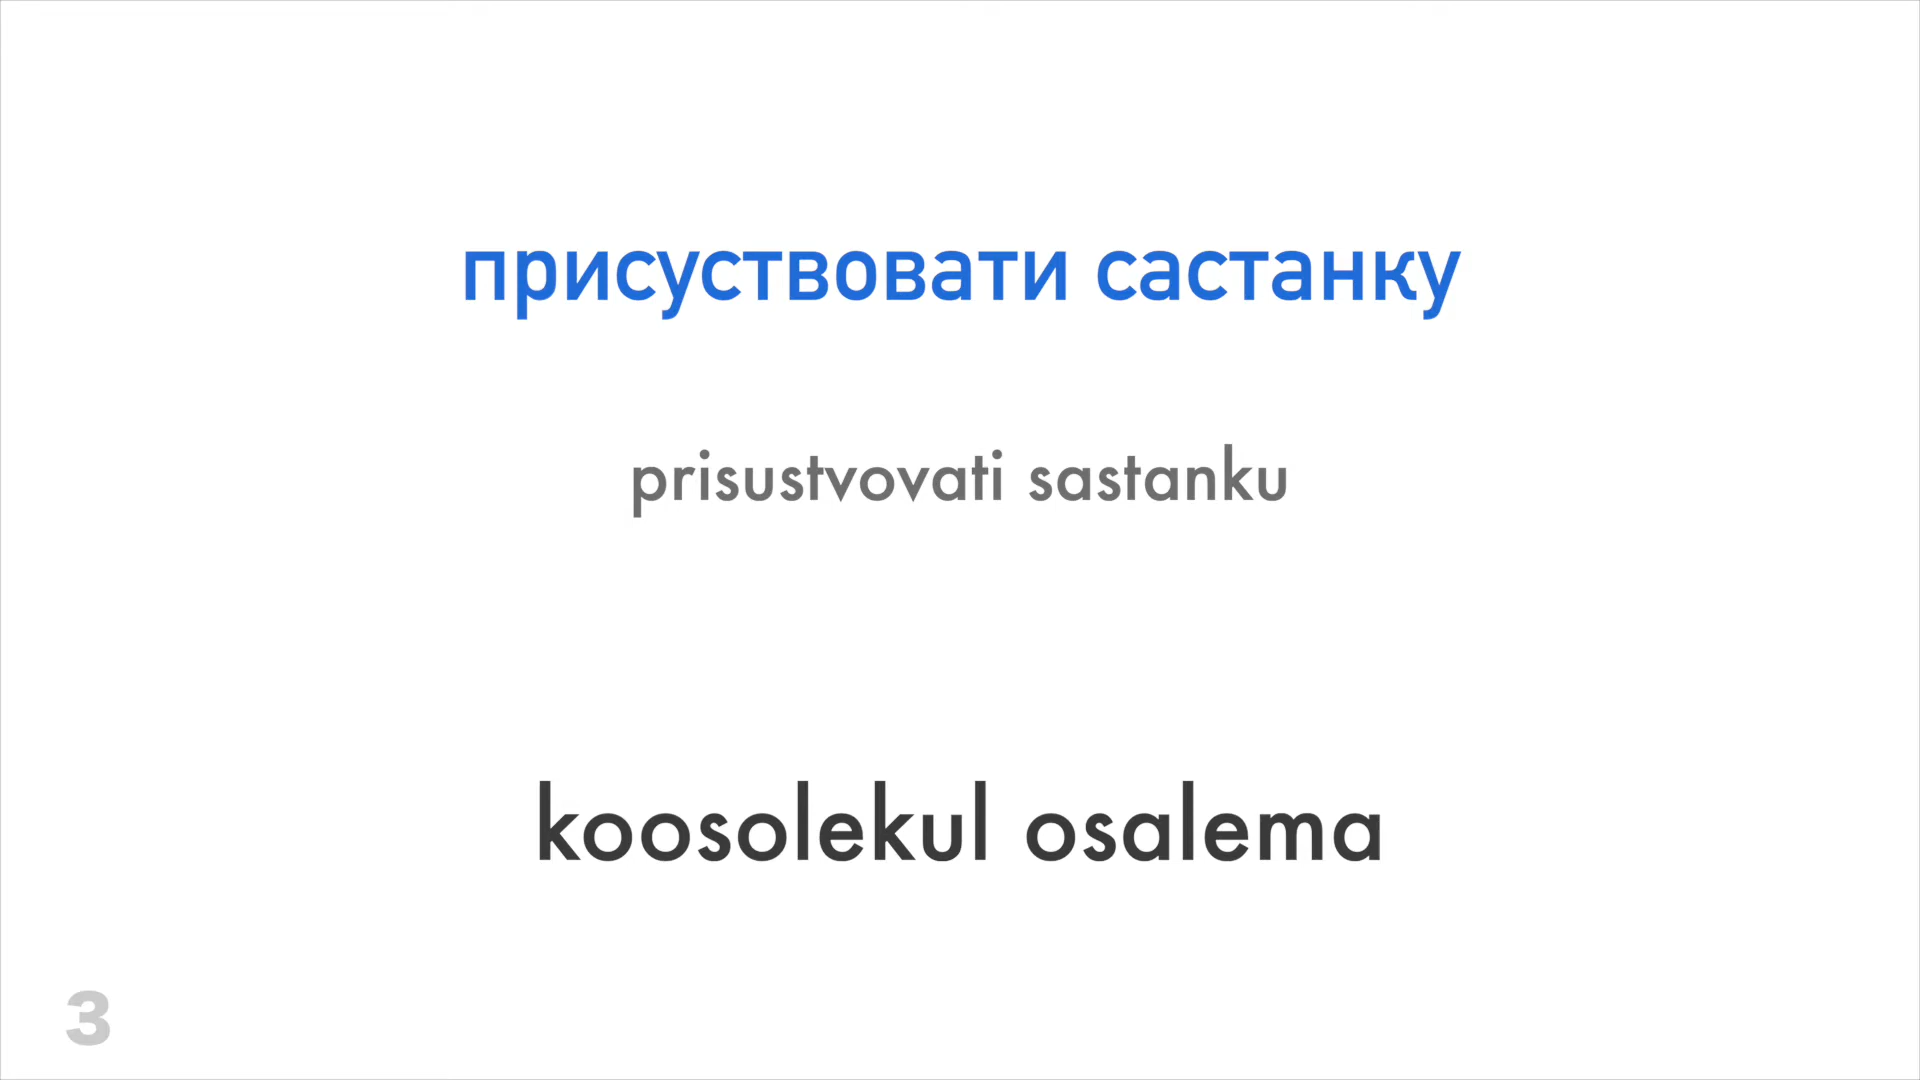 присуствовати састанку
prisustvovati sastanku
koosolekul osalema
3